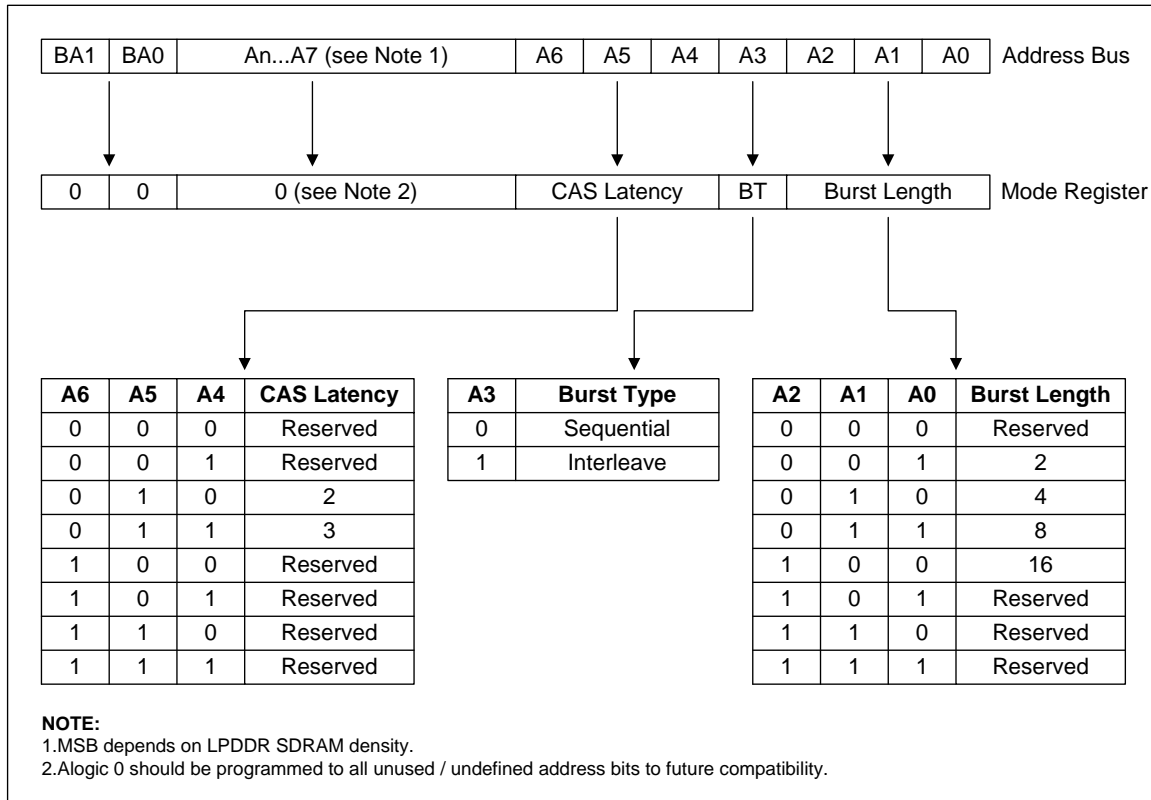 BA1 BA0 An...A7 (see Note 1) A6 A5 A4 A3 A2 A1 A0 Address Bus
0 0 0 (see Note 2) CAS Latency BT Burst Length Mode Register
A6 A5 A4 CAS Latency
0 0 0 Reserved
0 0 1 Reserved
0 1 0 2
0 1 1 3
1 0 0 Reserved
1 0 1 Reserved
1 1 0 Reserved
1 1 1 Reserved
A3 Burst Type
0 Sequential
1 Interleave
A2 A1 A0 Burst Length
0 0 0 Reserved
0 0 1 2
0 1 0 4
0 1 1 8
1 0 0 16
1 0 1 Reserved
1 1 0 Reserved
1 1 1 Reserved
NOTE:
1.MSB depends on LPDDR SDRAM density.
2.Alogic 0 should be programmed to all unused / undefined address bits to future compatibility.